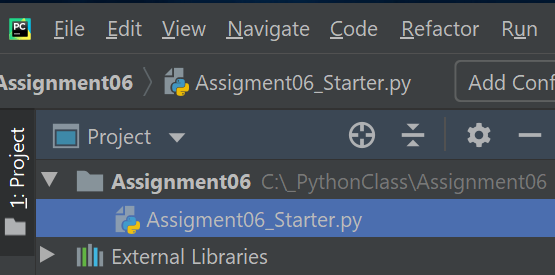 PC File Edit View Navigate Code Refactor Run
Assignment06 Assigment06_Starter.py Add Conf
1: Project
Project
Assignment06 C:\_PythonClass\Assignment06
Assigment06_Starter.py
External Libraries